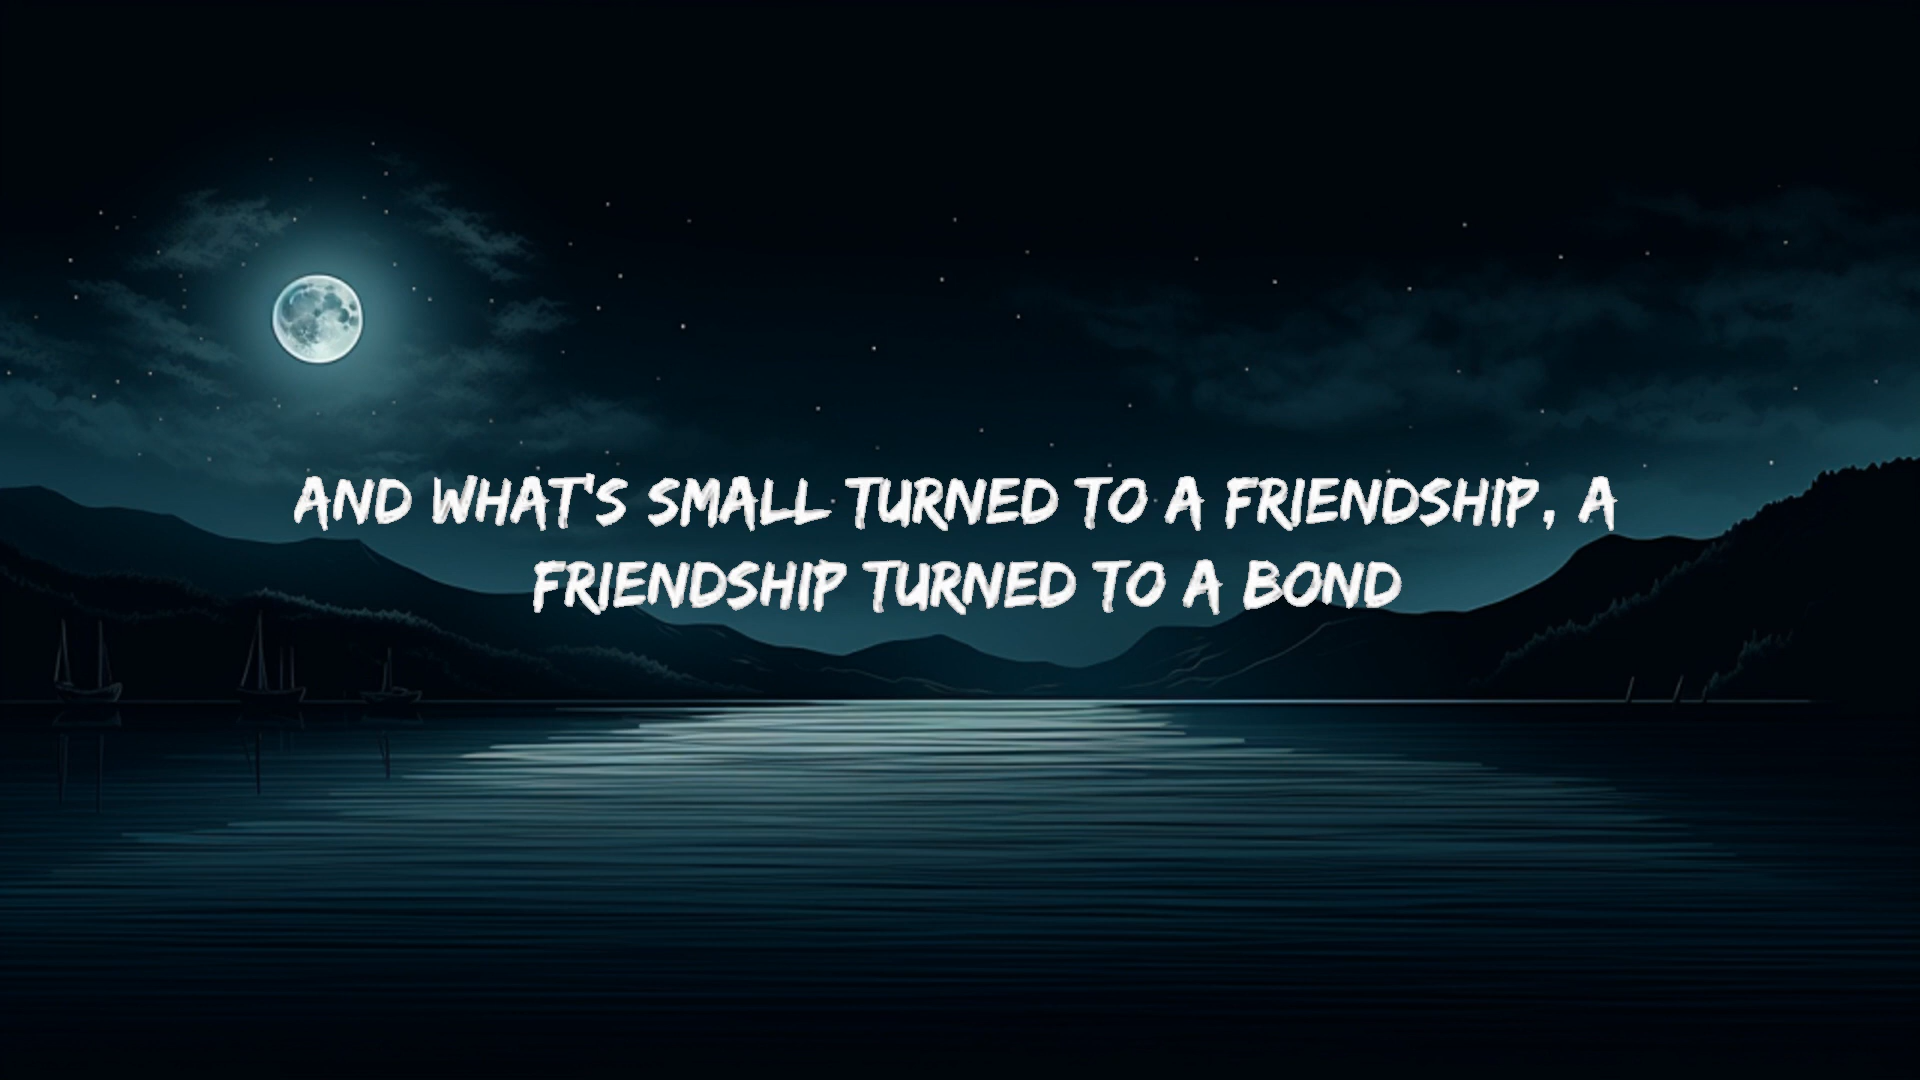 AND WHAT'S SMALL TURNED TO A FRIENDSHIP, A
FRIENDSHIP TURNED TO A BOND